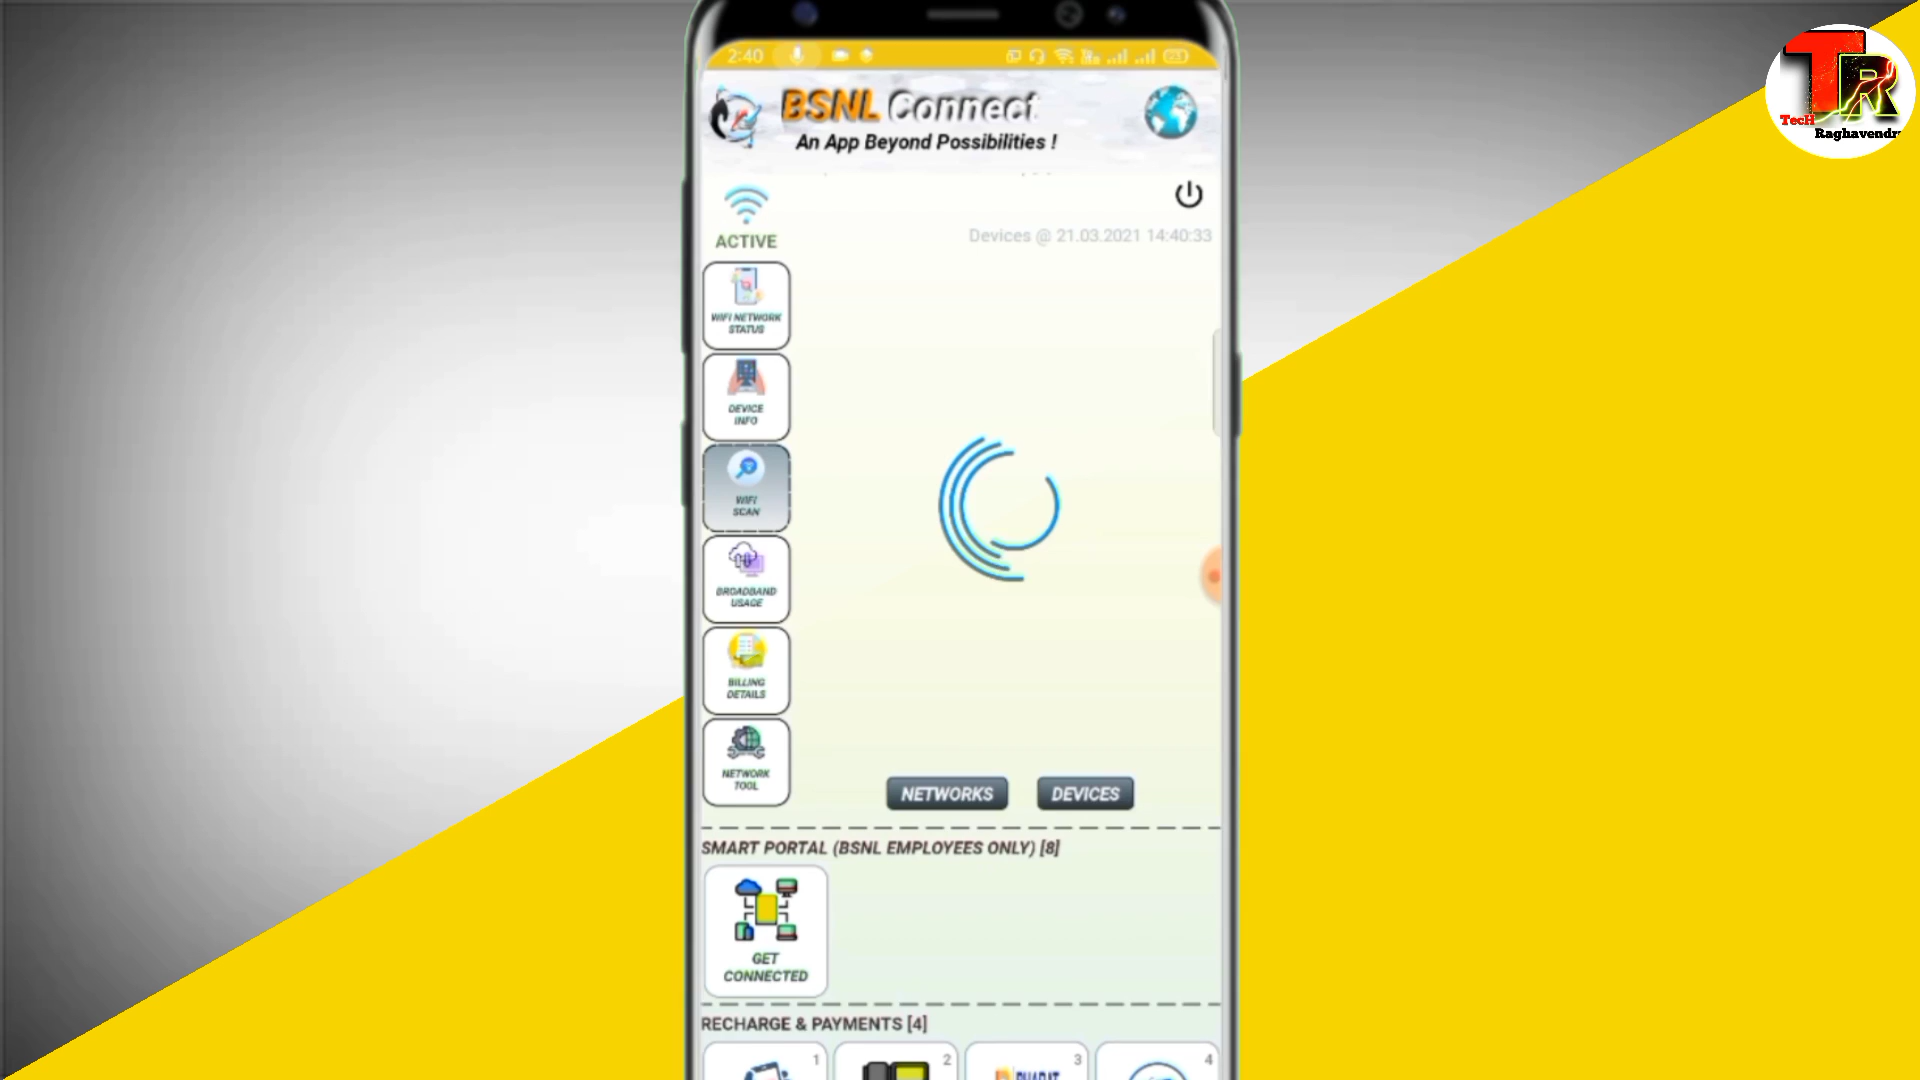 TR
TecH
Raghavendr
2:40
BSNL Connect
An App Beyond Possibilities !
ACTIVE
Devices @ 21.03.2021 14:40:33
WIFI NETWORK
STATUS
DEVICE
INFO
WIFI
SCAN
BROADBAND
USAGE
BILLING
DETAILS
NETWORK
TOOL
NETWORKS
DEVICES
SMART PORTAL (BSNL EMPLOYEES ONLY) [8]
GET
CONNECTED
RECHARGE & PAYMENTS [4]
1
2
3
4